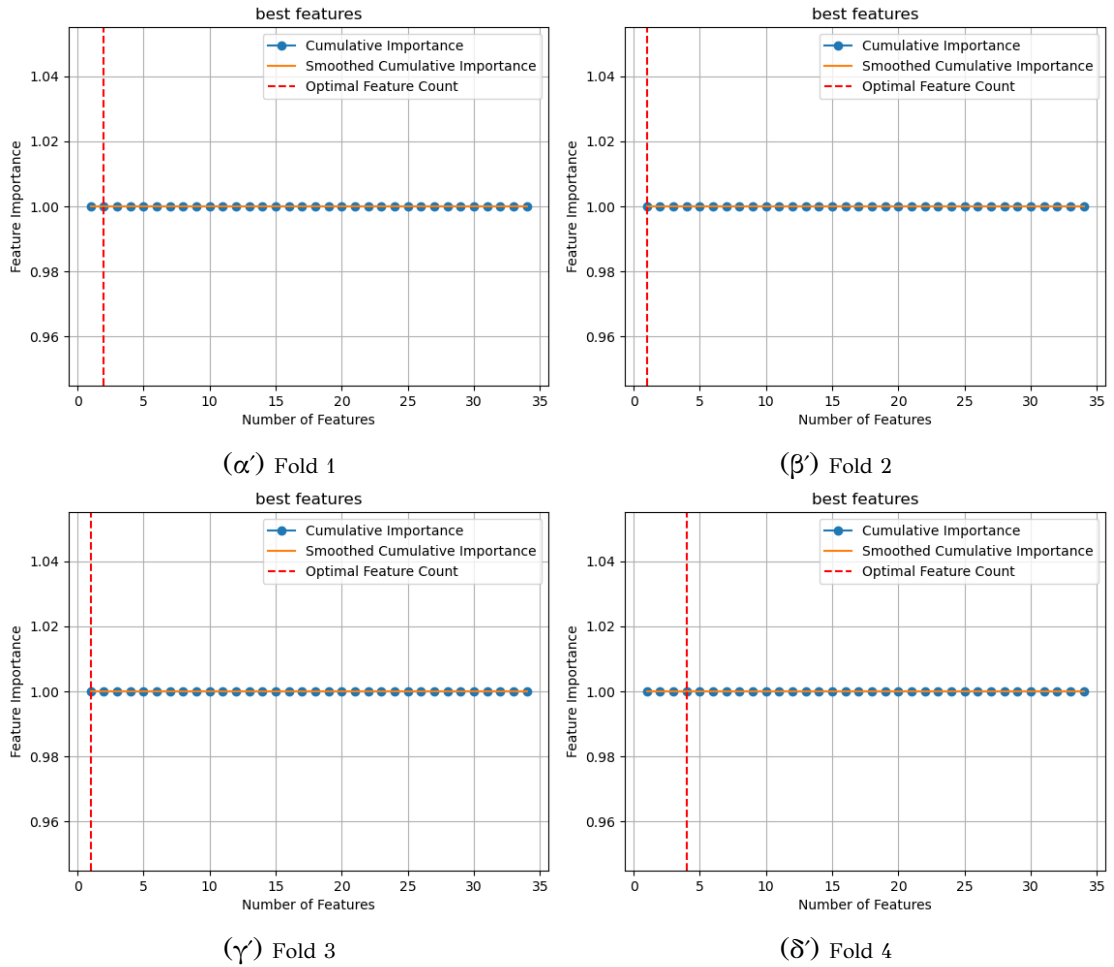 best features
Cumulative Importance
Smoothed Cumulative Importance
Optimal Feature Count
1.04
1.02
1.00
0.98
0.96
Feature Importance
0 5 10 15 20 25 30 35
Number of Features
(α′) Fold 1
best features
Cumulative Importance
Smoothed Cumulative Importance
Optimal Feature Count
1.04
1.02
1.00
0.98
0.96
Feature Importance
0 5 10 15 20 25 30 35
Number of Features
(β′) Fold 2
best features
Cumulative Importance
Smoothed Cumulative Importance
Optimal Feature Count
1.04
1.02
1.00
0.98
0.96
Feature Importance
0 5 10 15 20 25 30 35
Number of Features
(γ′) Fold 3
best features
Cumulative Importance
Smoothed Cumulative Importance
Optimal Feature Count
1.04
1.02
1.00
0.98
0.96
Feature Importance
0 5 10 15 20 25 30 35
Number of Features
(δ′) Fold 4